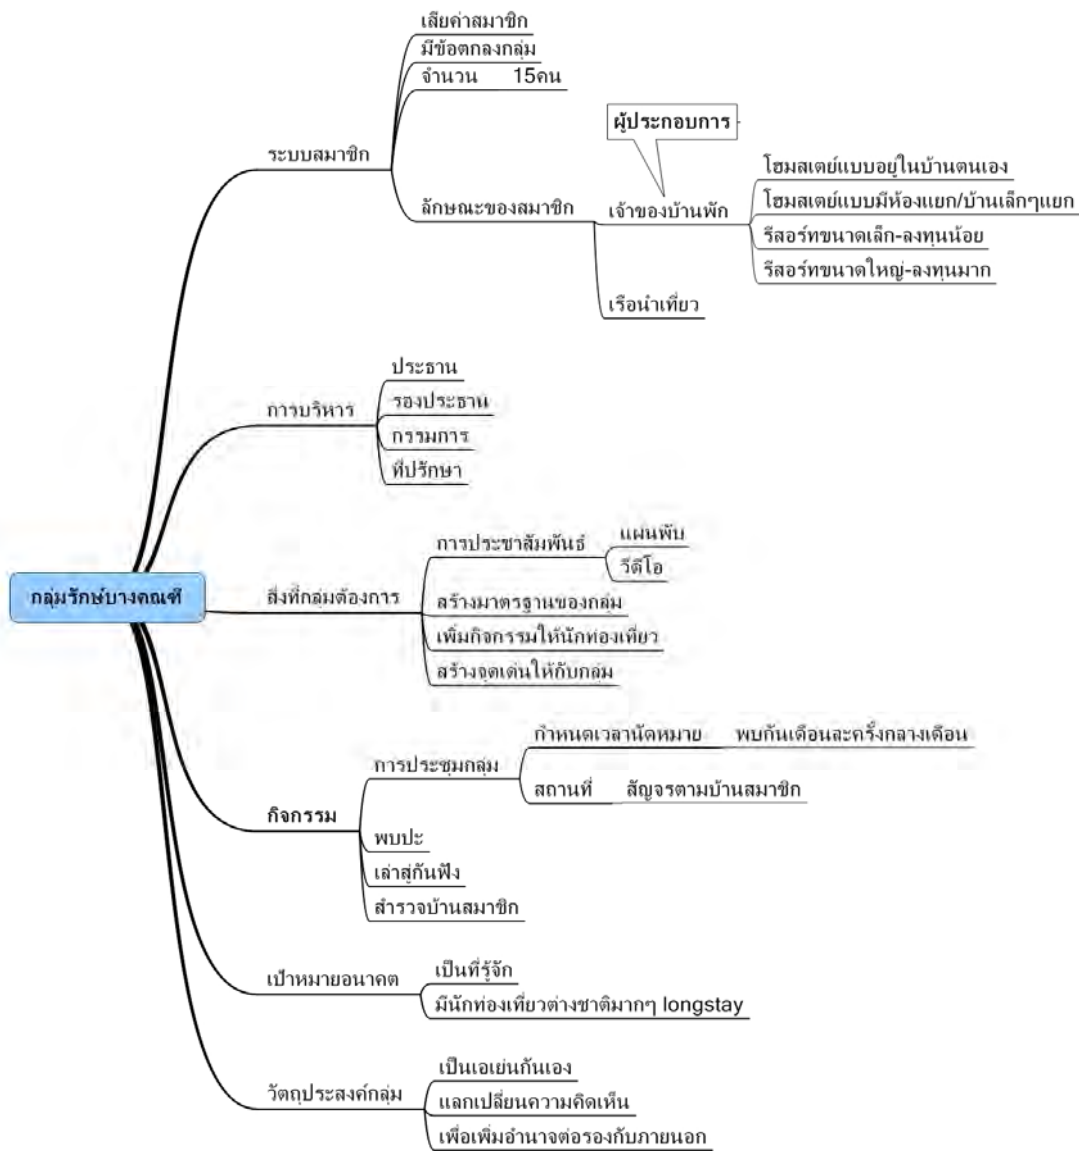 เสียค่าสมาชิก
มีข้อตกลงกลุ่ม
จำนวน 15คน
ผู้ประกอบการ
ระบบสมาชิก
โฮมสเตย์แบบอยู่ในบ้านตนเอง
โฮมสเตย์แบบมีห้องแยก/บ้านเล็กๆแยก
ลักษณะของสมาชิก
เจ้าของบ้านพัก
รีสอร์ทขนาดเล็ก-ลงทุนน้อย
รีสอร์ทขนาดใหญ่-ลงทุนมาก
เรือนำเที่ยว
ประธาน
รองประธาน
การบริหาร
กรรมการ
ที่ปรึกษา
แผ่นพับ
การประชาสัมพันธ์
วีดีโอ
กลุ่มรักษ์บางคณฑี
สิ่งที่กลุ่มต้องการ
สร้างมาตรฐานของกลุ่ม
เพิ่มกิจกรรมให้นักท่องเที่ยว
สร้างจุดเด่นให้กับกลุ่ม
กำหนดเวลานัดหมาย พบกันเดือนละครั้งกลางเดือน
การประชุมกลุ่ม
สถานที่ สัญจรตามบ้านสมาชิก
กิจกรรม
พบปะ
เล่าสู่กันฟัง
สำรวจบ้านสมาชิก
เป้าหมายอนาคต
เป็นที่รู้จัก
มีนักท่องเที่ยวต่างชาติมากๆ longstay
เป็นเอเย่นกันเอง
วัตถุประสงค์กลุ่ม
แลกเปลี่ยนความคิดเห็น
เพื่อเพิ่มอำนาจต่อรองกับภายนอก